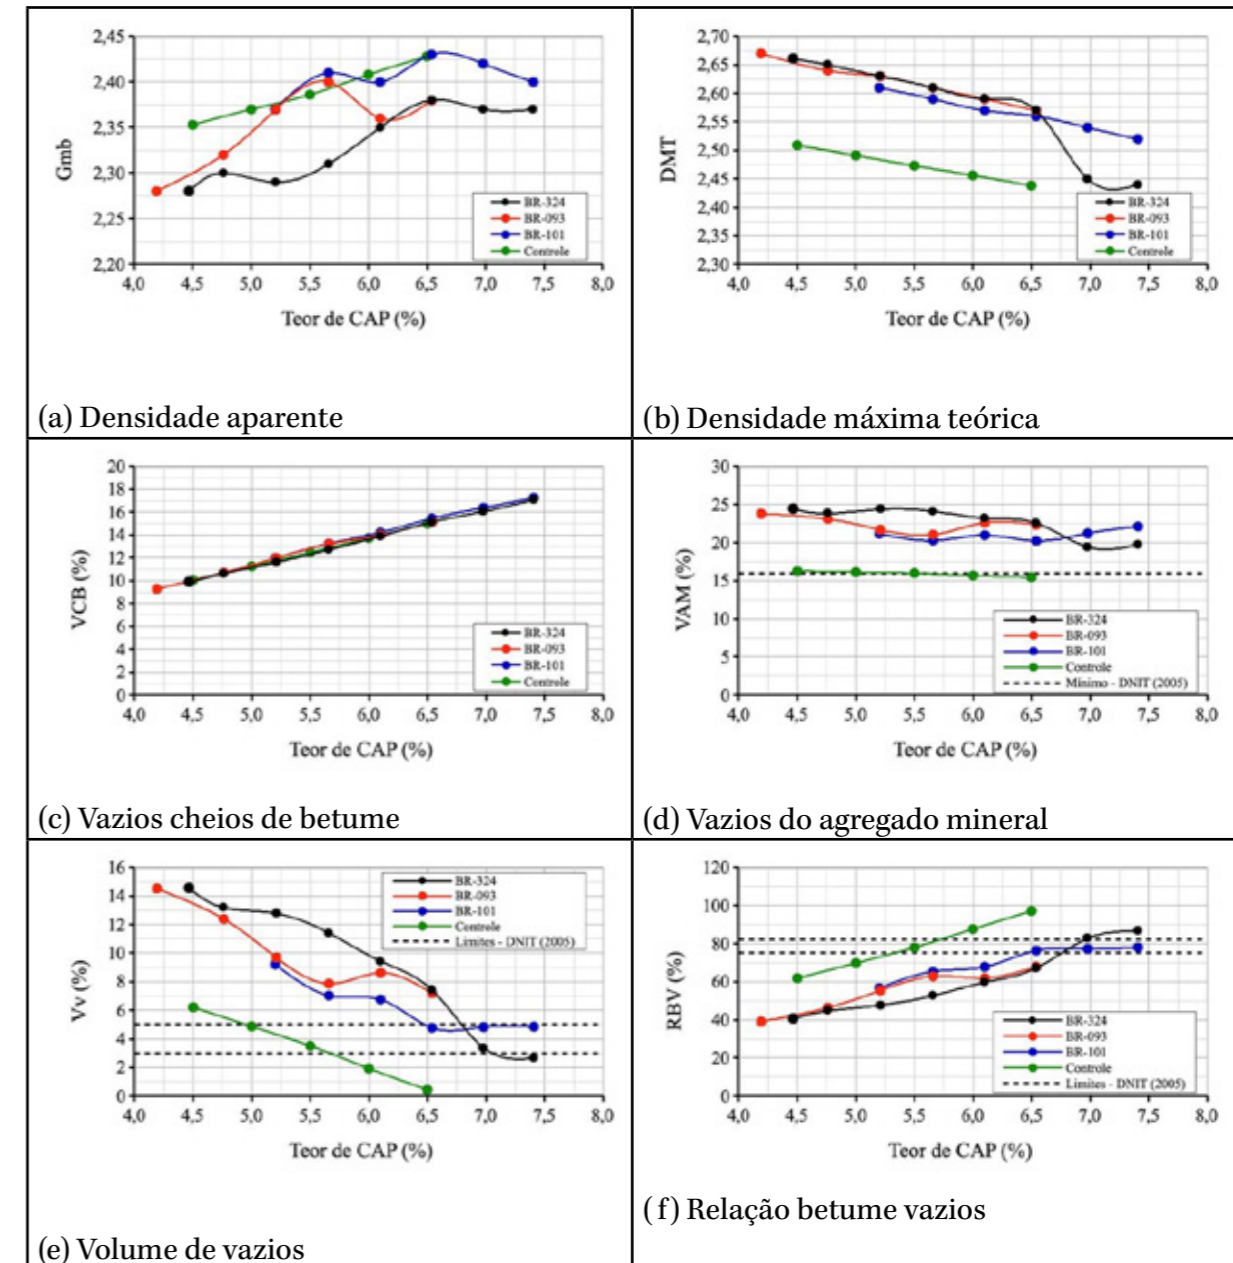 2,45
2,40
2,35
2,30
2,25
2,20
Gmb
BR-324
BR-093
BR-101
Controle
4,0 4,5 5,0 5,5 6,0 6,5 7,0 7,5 8,0
Teor de CAP (%)
(a) Densidade aparente
2,70
2,65
2,60
2,55
2,50
2,45
2,40
2,35
2,30
DMT
BR-324
BR-093
BR-101
Controle
4,0 4,5 5,0 5,5 6,0 6,5 7,0 7,5 8,0
Teor de CAP (%)
(b) Densidade máxima teórica
20
18
16
14
12
10
8
6
4
2
0
VCB (%)
BR-324
BR-093
BR-101
Controle
4,0 4,5 5,0 5,5 6,0 6,5 7,0 7,5 8,0
Teor de CAP (%)
(c) Vazios cheios de betume
30
25
20
15
10
5
0
VAM (%)
BR-324
BR-093
BR-101
Controle
Mínimo - DNIT (2005)
4,0 4,5 5,0 5,5 6,0 6,5 7,0 7,5 8,0
Teor de CAP (%)
(d) Vazios do agregado mineral
16
14
12
10
8
6
4
2
0
Vv (%)
BR-324
BR-093
BR-101
Controle
Limites - DNIT (2005)
4,0 4,5 5,0 5,5 6,0 6,5 7,0 7,5 8,0
Teor de CAP (%)
(e) Volume de vazios
120
100
80
60
40
20
0
RBV (%)
BR-324
BR-093
BR-101
Controle
Limites - DNIT (2005)
4,0 4,5 5,0 5,5 6,0 6,5 7,0 7,5 8,0
Teor de CAP (%)
( f ) Relação betume vazios